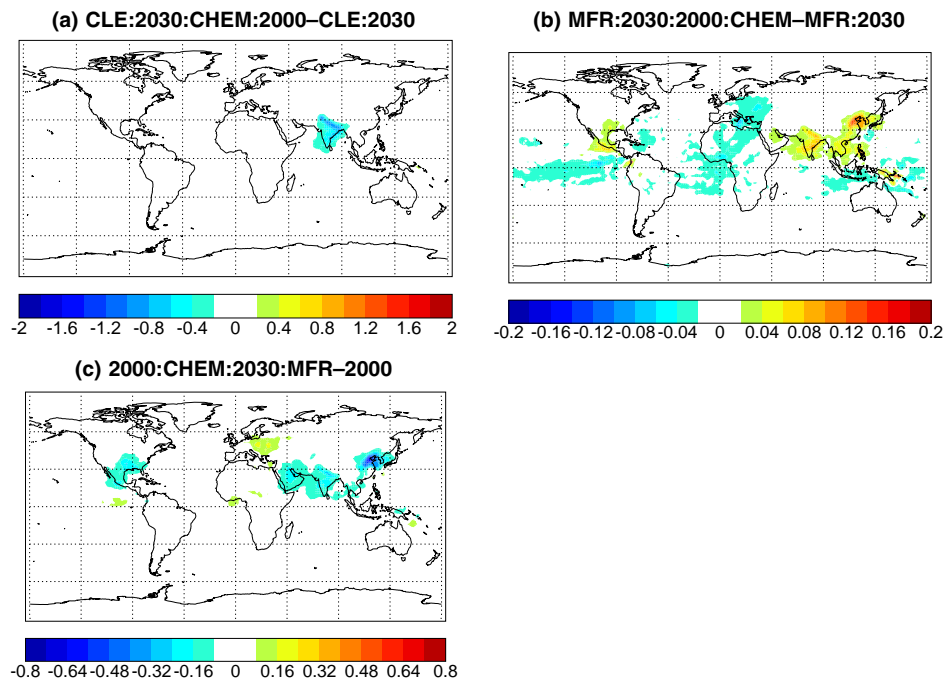 (a) CLE:2030:CHEM:2000–CLE:2030
-2 -1.6 -1.2 -0.8 -0.4 0 0.4 0.8 1.2 1.6 2
(b) MFR:2030:2000:CHEM–MFR:2030
-0.2 -0.16 -0.12 -0.08 -0.04 0 0.04 0.08 0.12 0.16 0.2
(c) 2000:CHEM:2030:MFR–2000
-0.8 -0.64 -0.48 -0.32 -0.16 0 0.16 0.32 0.48 0.64 0.8